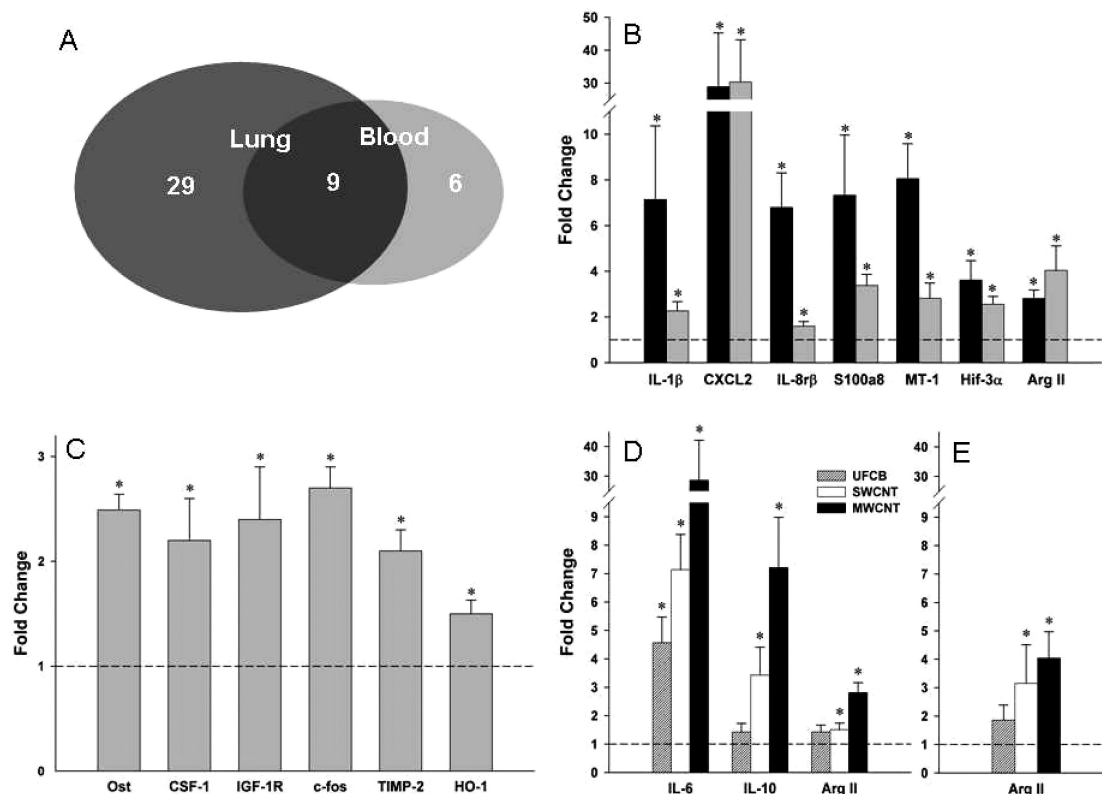 A
Lung
Blood
29
9
6
B
Fold Change
50
40
30
10
8
6
4
2
0
* * * * * * * * * * * * * *
IL-1β CXCL2 IL-8rβ S100a8 MT-1 Hif-3α Arg II
C
Fold Change
3
2
1
0
* * * * * *
Ost CSF-1 IGF-1R c-fos TIMP-2 HO-1
D
Fold Change
40
30
9
8
7
6
5
4
3
2
1
0
* * * * * * *
UFCB
SWCNT
MWCNT
IL-6 IL-10 Arg II
E
40
30
9
8
7
6
5
4
3
2
1
0
* *
Arg II